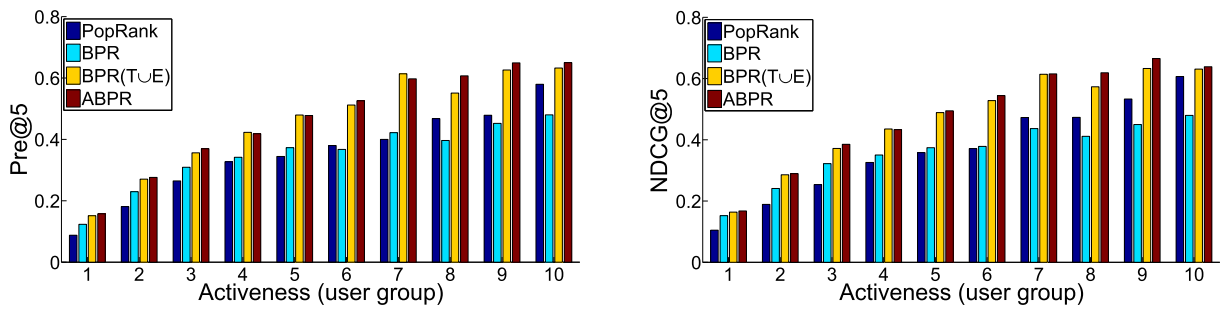 Pre@5
0.8
0.6
0.4
0.2
0
PopRank
BPR
BPR(T∪E)
ABPR
1 2 3 4 5 6 7 8 9 10
Activeness (user group)
NDCG@5
0.8
0.6
0.4
0.2
0
PopRank
BPR
BPR(T∪E)
ABPR
1 2 3 4 5 6 7 8 9 10
Activeness (user group)